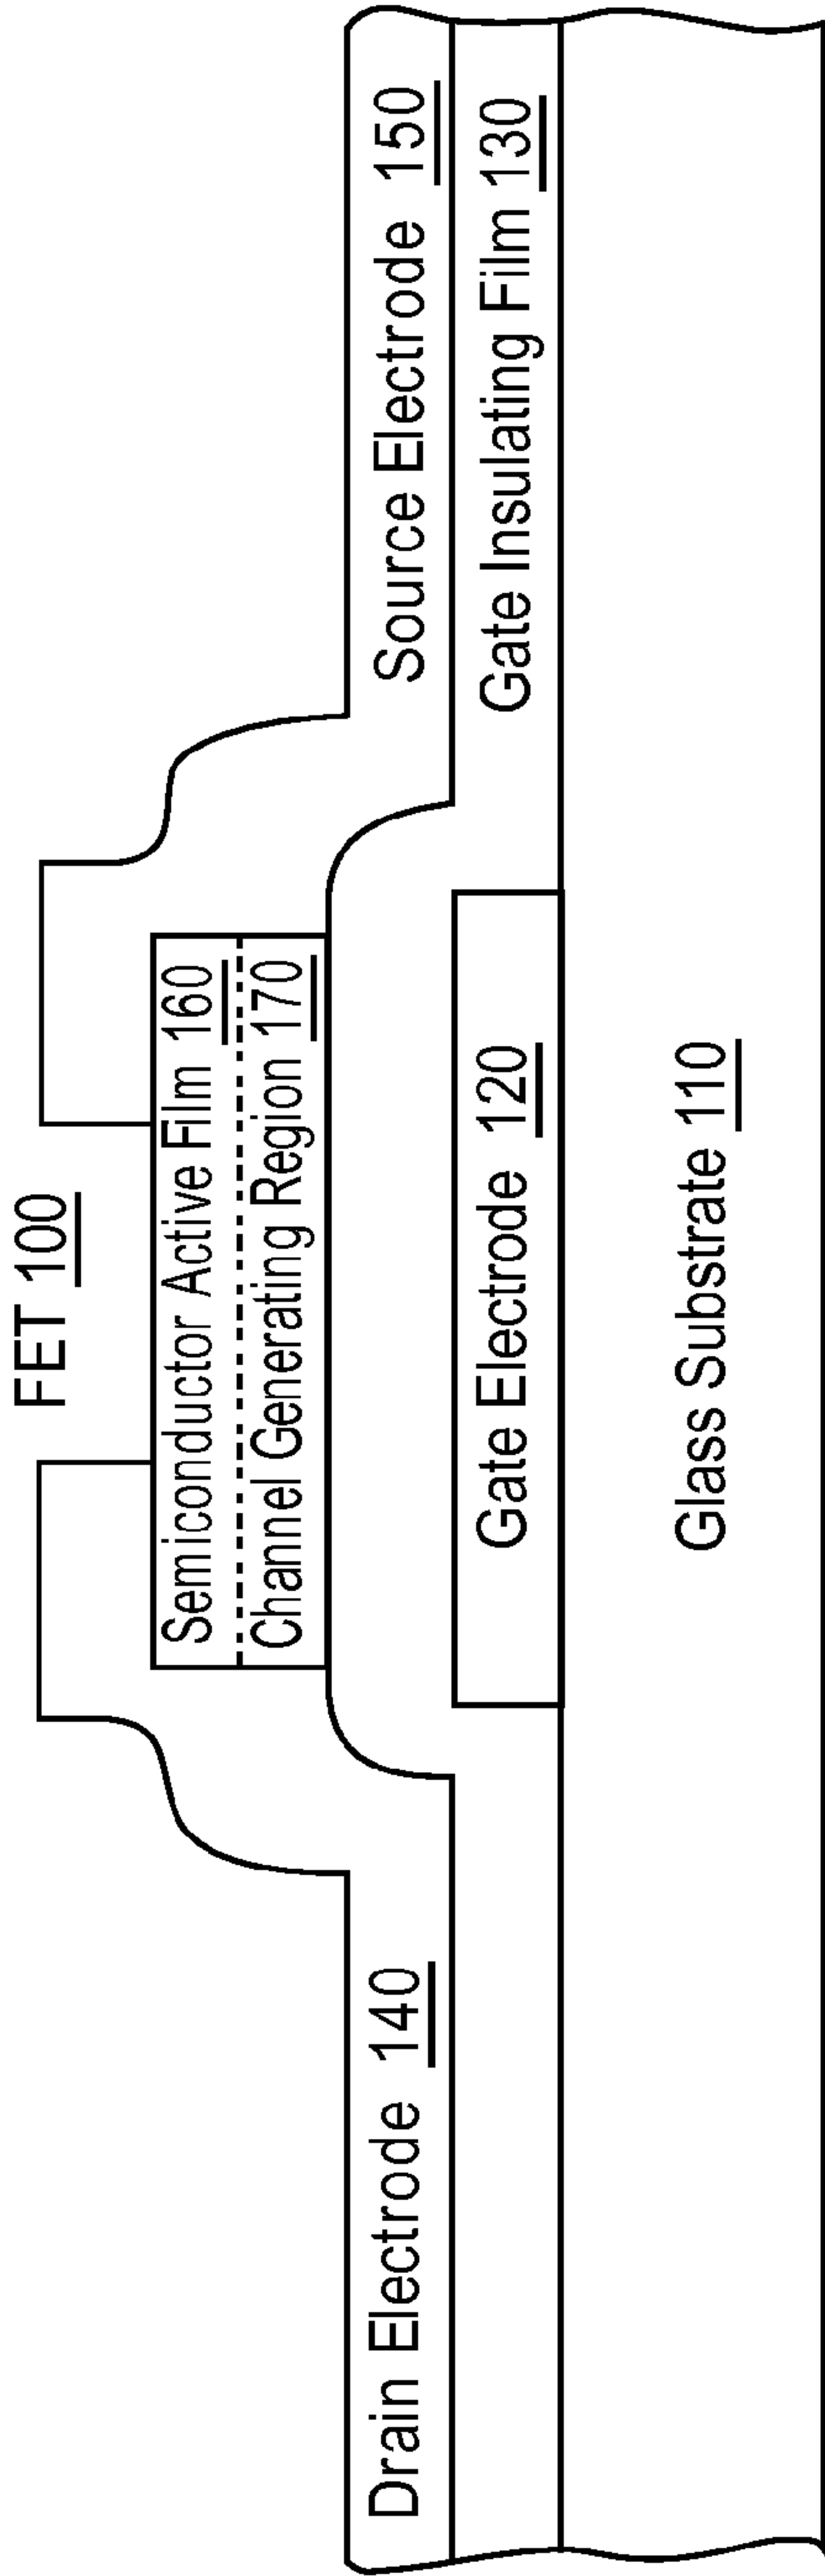 FET 100
Semiconductor Active Film 160
Channel Generating Region 170
Drain Electrode 140
Source Electrode 150
Gate Electrode 120
Gate Insulating Film 130
Glass Substrate 110